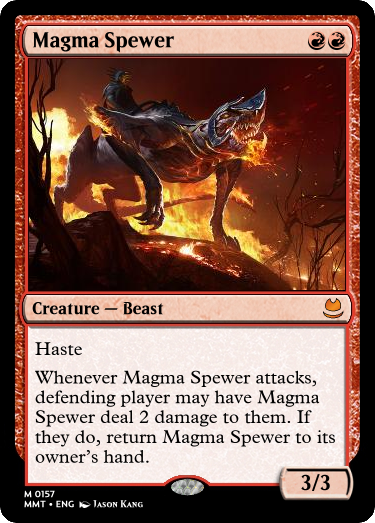 Magma Spewer
Creature — Beast
Haste
Whenever Magma Spewer attacks,
defending player may have Magma
Spewer deal 2 damage to them. If
they do, return Magma Spewer to its
owner's hand.
3/3
M 0157
MMT • ENG Jason Kang